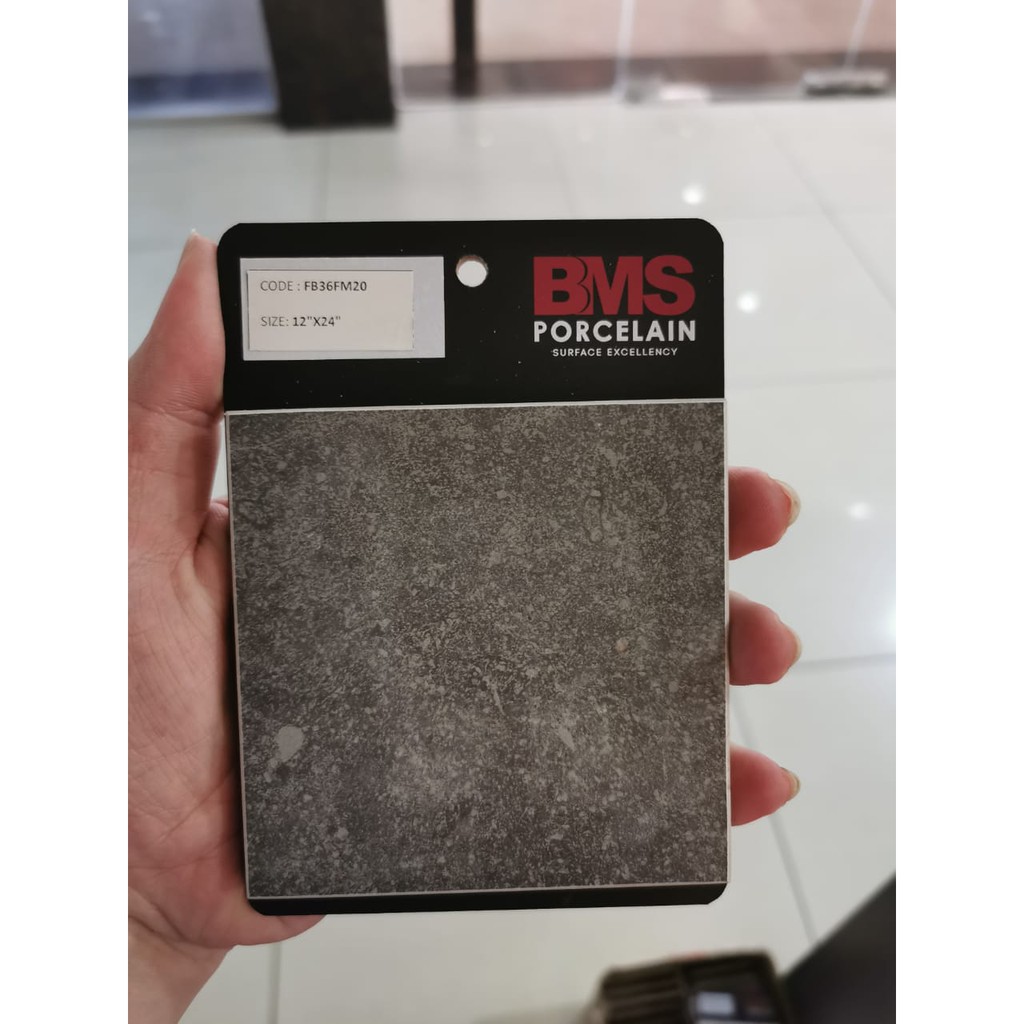 CODE : FB36FM20
SIZE: 12"X24"
BMS
PORCELAIN
SURFACE EXCELLENCY